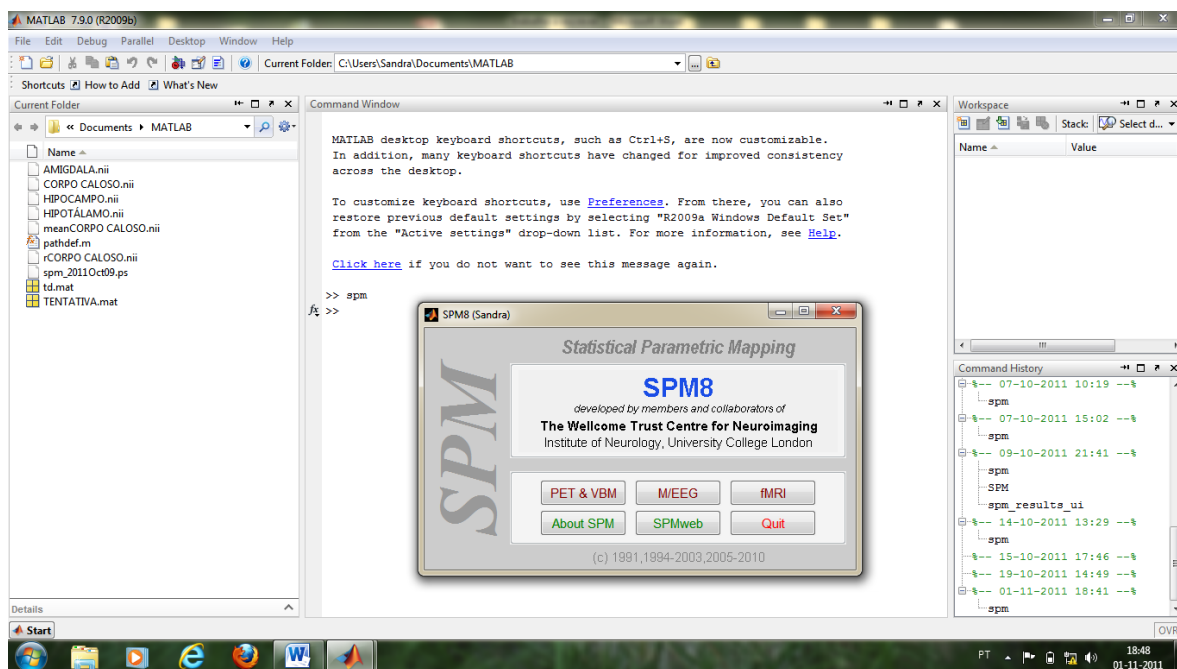 MATLAB 7.9.0 (R2009b)
File Edit Debug Parallel Desktop Window Help
Current Folder: C:\Users\Sandra\Documents\MATLAB
Shortcuts How to Add What's New
Current Folder
« Documents MATLAB
Name
AMIGDALA.nii
CORPO CALOSO.nii
HIPOCAMPO.nii
HIPOTÁLAMO.nii
meanCORPO CALOSO.nii
pathdef.m
rCORPO CALOSO.nii
spm_2011Oct09.ps
td.mat
TENTATIVA.mat
Details
Command Window
MATLAB desktop keyboard shortcuts, such as Ctrl+S, are now customizable.
In addition, many keyboard shortcuts have changed for improved consistency
across the desktop.
To customize keyboard shortcuts, use Preferences. From there, you can also
restore previous default settings by selecting "R2009a Windows Default Set"
from the "Active settings" drop-down list. For more information, see Help.
Click here if you do not want to see this message again.
>> spm
fx >>
SPM8 (Sandra)
SPM
Statistical Parametric Mapping
SPM8
developed by members and collaborators of
The Wellcome Trust Centre for Neuroimaging
Institute of Neurology, University College London
PET & VBM M/EEG fMRI
About SPM SPMweb Quit
(c) 1991,1994-2003,2005-2010
Workspace
Stack: Select d...
Name Value
Command History
%-- 07-10-2011 10:19 --%
spm
%-- 07-10-2011 15:02 --%
spm
%-- 09-10-2011 21:41 --%
spm
SPM
spm_results_ui
%-- 14-10-2011 13:29 --%
spm
%-- 15-10-2011 17:46 --%
%-- 19-10-2011 14:49 --%
%-- 01-11-2011 18:41 --%
spm
Start
OVR
PT
18:48
01-11-2011